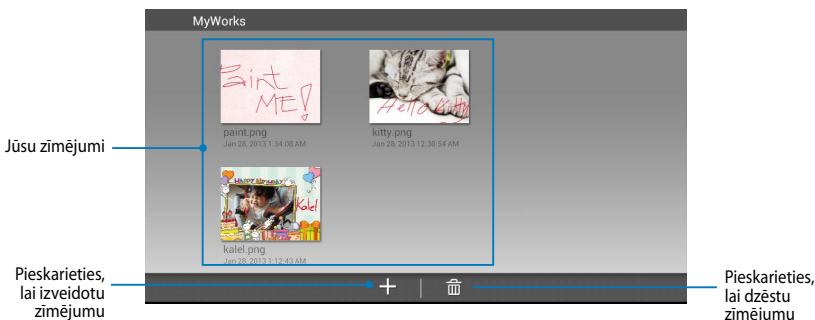 MyWorks
Paint
ME!
paint.png
Jan 28, 2013 1:34:08 AM
Hello Kitty
kitty.png
Jan 28, 2013 12:30:54 AM
HAPPY BIRTHDAY
Kalel
kalel.png
Jan 28, 2013 1:12:43 AM
Jūsu zīmējumi
Pieskarieties,
lai izveidotu
zīmējumu
Pieskarieties,
lai dzēstu
zīmējumu